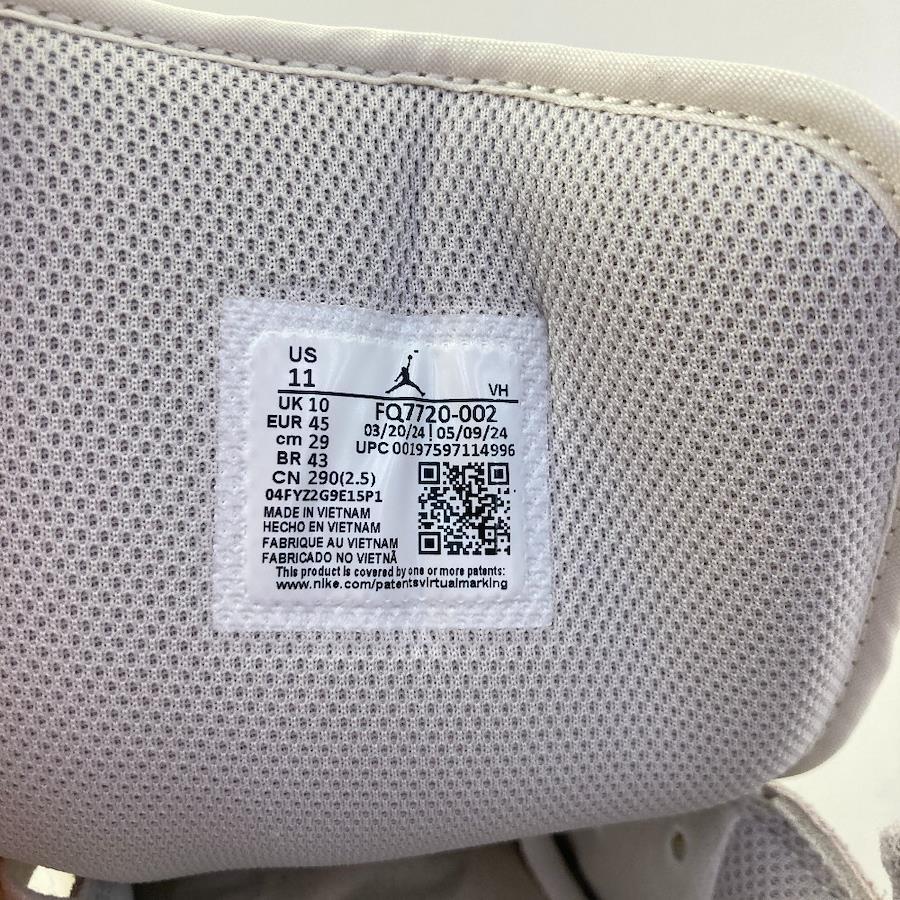 US
11
VH
UK 10
EUR 45
cm 29
BR 43
CN 290(2.5)
FQ7720-002
03/20/24 | 05/09/24
UPC 00197597114996
04FYZ2G9E15P1
MADE IN VIETNAM
HECHO EN VIETNAM
FABRIQUE AU VIETNAM
FABRICADO NO VIETNÃ
This product is covered by one or more patents:
www.nike.com/patentsvirtualmarking